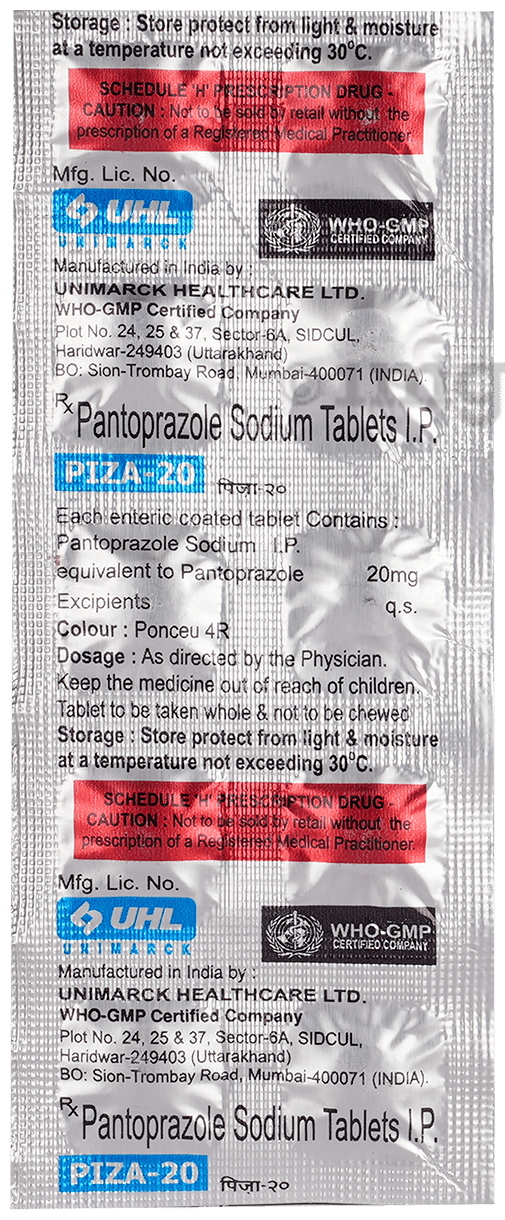 Storage : Store protect from light & moisture
at a temperature not exceeding 30°C.
SCHEDULE 'H' PRESCRIPTION DRUG -
CAUTION : Not to be sold by retail without the
prescription of a Registered Medical Practitioner
Mfg. Lic. No.
UHL
UNIMARCK
WHO-GMP
CERTIFIED COMPANY
Manufactured in India by :
UNIMARCK HEALTHCARE LTD.
WHO-GMP Certified Company
Plot No. 24, 25 & 37, Sector-6A, SIDCUL,
Haridwar-249403 (Uttarakhand)
BO: Sion-Trombay Road, Mumbai-400071 (INDIA).
Rx Pantoprazole Sodium Tablets I.P.
PIZA-20 पिज़ा-२०
Each enteric coated tablet Contains :
Pantoprazole Sodium I.P.
equivalent to Pantoprazole 20mg
Excipients q.s.
Colour : Ponceu 4R
Dosage : As directed by the Physician.
Keep the medicine out of reach of children.
Tablet to be taken whole & not to be chewed
Storage : Store protect from light & moisture
at a temperature not exceeding 30°C.
SCHEDULE 'H' PRESCRIPTION DRUG -
CAUTION : Not to be sold by retail without the
prescription of a Registered Medical Practitioner
Mfg. Lic. No.
UHL
UNIMARCK
WHO-GMP
CERTIFIED COMPANY
Manufactured in India by :
UNIMARCK HEALTHCARE LTD.
WHO-GMP Certified Company
Plot No. 24, 25 & 37, Sector-6A, SIDCUL,
Haridwar-249403 (Uttarakhand)
BO: Sion-Trombay Road, Mumbai-400071 (INDIA).
Rx Pantoprazole Sodium Tablets I.P.
PIZA-20 पिज़ा-२०